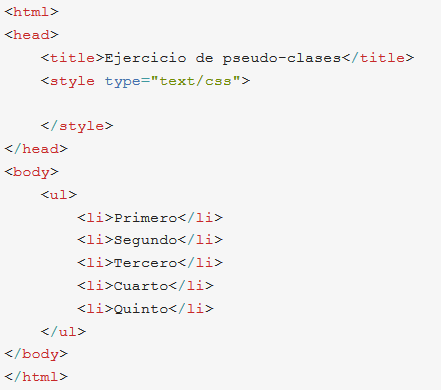 <html>
<head>
    <title>Ejercicio de pseudo-clases</title>
    <style type="text/css">

    </style>
</head>
<body>
    <ul>
        <li>Primero</li>
        <li>Segundo</li>
        <li>Tercero</li>
        <li>Cuarto</li>
        <li>Quinto</li>
    </ul>
</body>
</html>